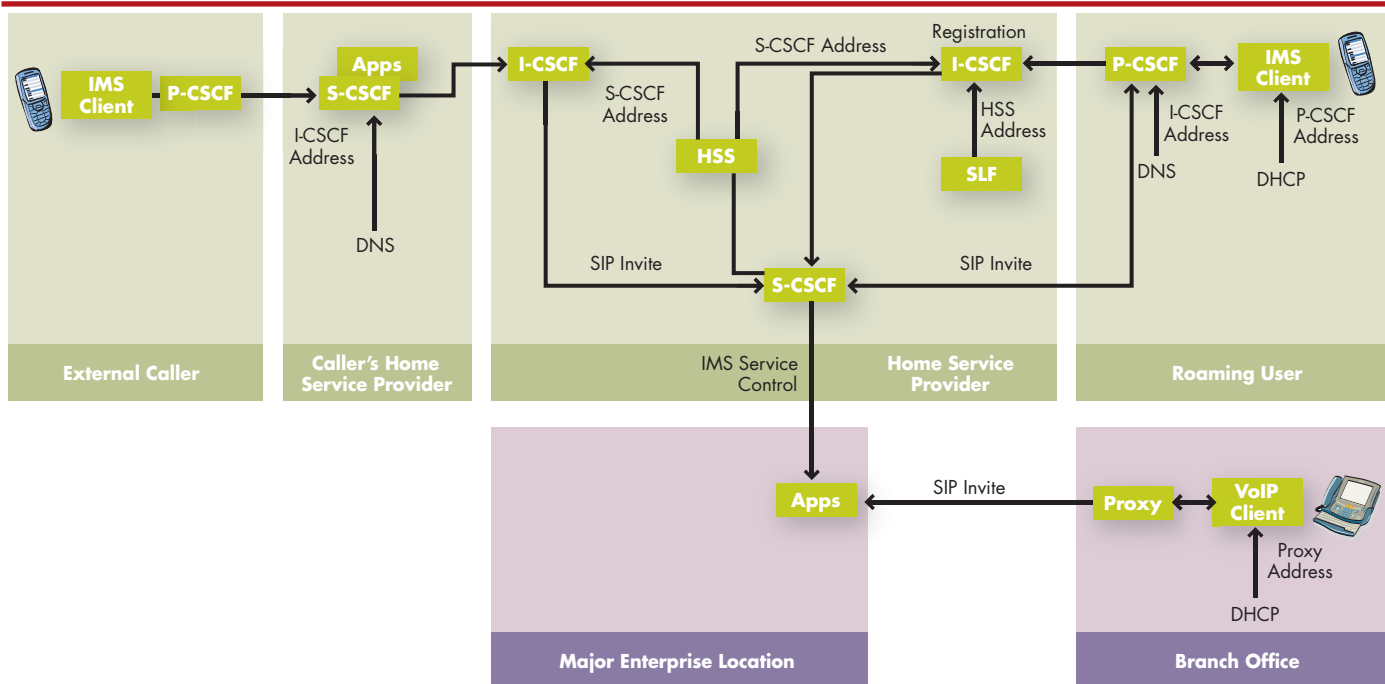 IMS
Client
P-CSCF
Apps
S-CSCF
I-CSCF
Address
DNS
I-CSCF
S-CSCF
Address
HSS
S-CSCF Address
Registration
I-CSCF
HSS
Address
SLF
P-CSCF
IMS
Client
I-CSCF
Address
P-CSCF
Address
DNS
DHCP
SIP Invite
S-CSCF
SIP Invite
External Caller
Caller's Home
Service Provider
IMS Service
Control
Home Service
Provider
Roaming User
Apps
SIP Invite
Proxy
VoIP
Client
Proxy
Address
DHCP
Major Enterprise Location
Branch Office